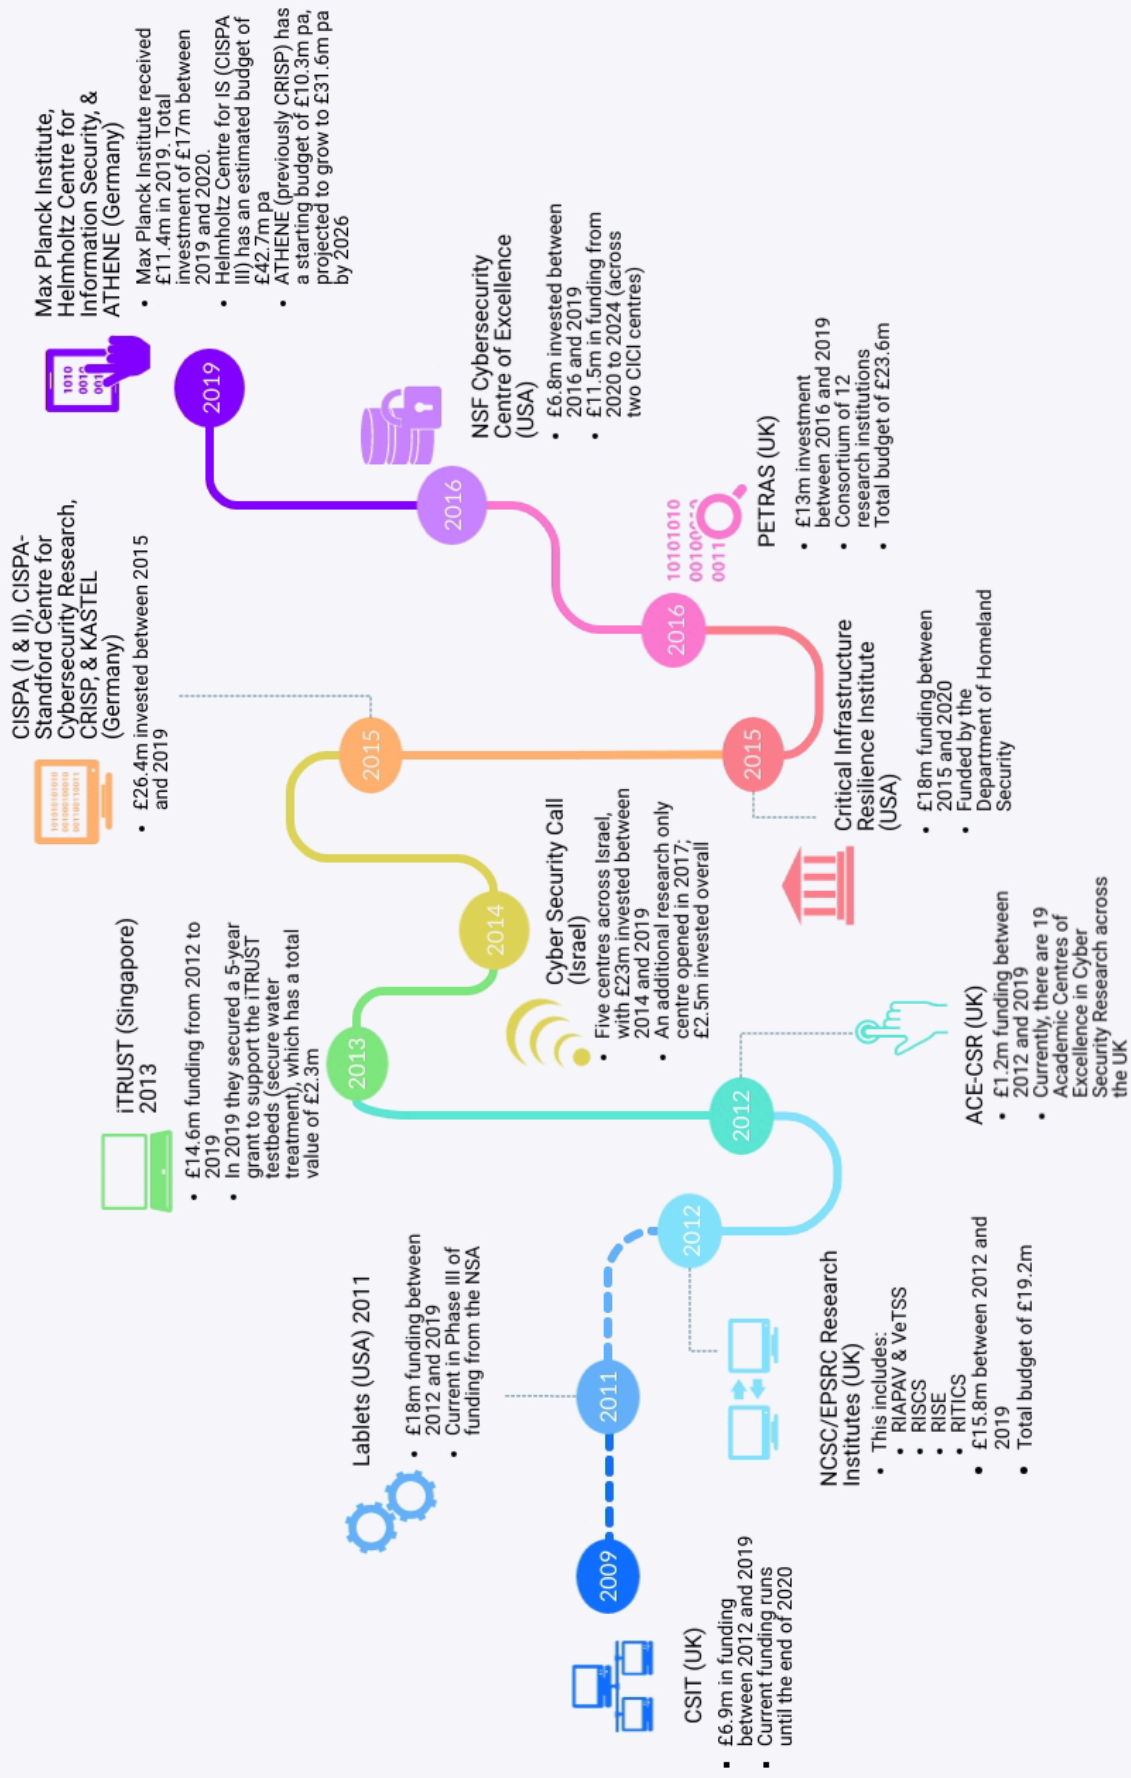 CSIT (UK)
• £6.9m in funding
between 2012 and 2019
• Current funding runs
until the end of 2020
2009
Lablets (USA) 2011
• £18m funding between
2012 and 2019
• Current in Phase III of
funding from the NSA
2011
2012
NCSC/EPSRC Research
Institutes (UK)
• This includes:
• RIAPAV & VeTSS
• RISCS
• RISE
• RITICS
• £15.8m between 2012 and
2019
• Total budget of £19.2m
2012
ACE-CSR (UK)
• £1.2m funding between
2012 and 2019
• Currently, there are 19
Academic Centres of
Excellence in Cyber
Security Research across
the UK
iTRUST (Singapore)
2013
• £14.6m funding from 2012 to
2019
• In 2019 they secured a 5-year
grant to support the iTRUST
testbeds (secure water
treatment), which has a total
value of £2.3m
2013
2014
Cyber Security Call
(Israel)
• Five centres across Israel,
with £23m invested between
2014 and 2019
• An additional research only
centre opened in 2017;
£2.5m invested overall
101010101010
001000100010
001100110011
CISPA (I & II), CISPA-
Standford Centre for
Cybersecurity Research,
CRISP, & KASTEL
(Germany)
• £26.4m invested between 2015
and 2019
2015
2015
Critical Infrastructure
Resilience Institute
(USA)
• £18m funding between
2015 and 2020
• Funded by the
Department of Homeland
Security
2016
10101010
00100
0011
PETRAS (UK)
• £13m investment
between 2016 and 2019
• Consortium of 12
research institutions
• Total budget of £23.6m
2016
NSF Cybersecurity
Centre of Excellence
(USA)
• £6.8m invested between
2016 and 2019
• £11.5m in funding from
2020 to 2024 (across
two CICI centres)
2019
1010
001
001
Max Planck Institute,
Helmholtz Centre for
Information Security, &
ATHENE (Germany)
• Max Planck Institute received
£11.4m in 2019. Total
investment of £17m between
2019 and 2020.
• Helmholtz Centre for IS (CISPA
III) has an estimated budget of
£42.7m pa
• ATHENE (previously CRISP) has
a starting budget of £10.3m pa,
projected to grow to £31.6m pa
by 2026